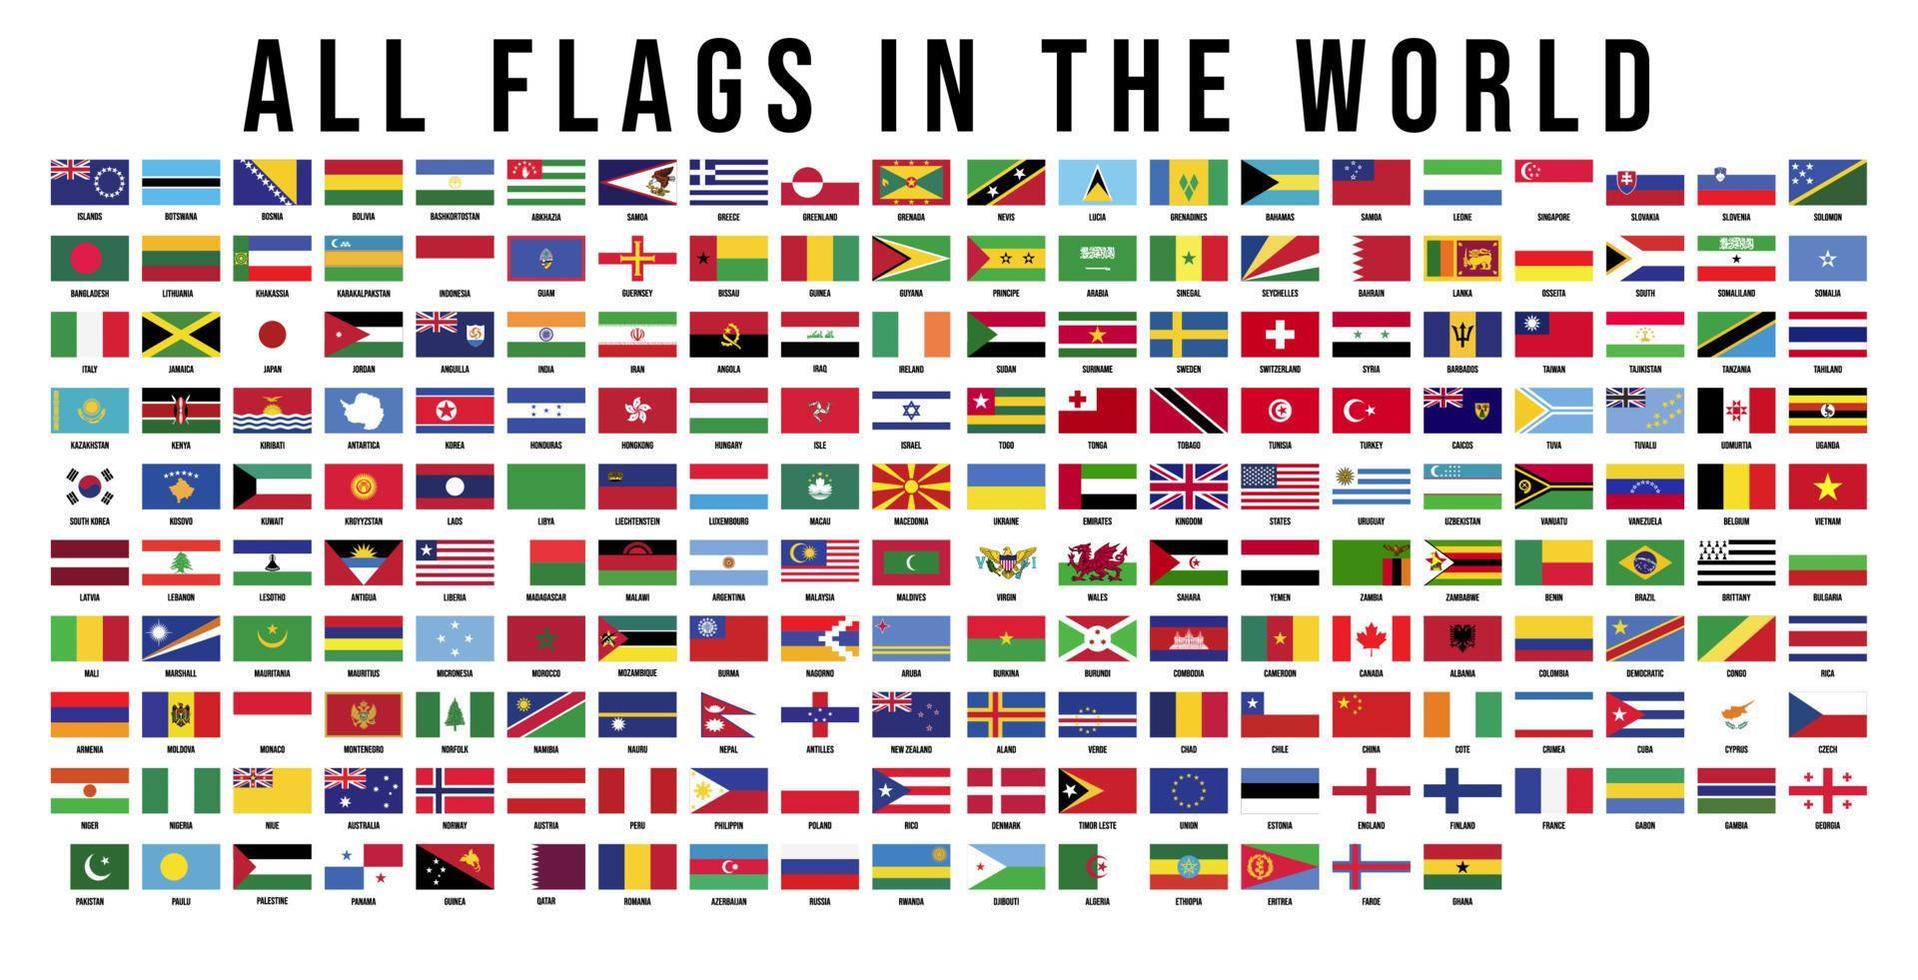 ALL FLAGS IN THE WORLD
ISLANDS BOTSWANA BOSNIA BOLIVIA BASHKORTOSTAN ABKHAZIA SAMOA GREECE GREENLAND GRENADA NEVIS LUCIA GRENADINES BAHAMAS SAMOA LEONE SINGAPORE SLOVAKIA SLOVENIA SOLOMON
BANGLADESH LITHUANIA KHAKASSIA KARAKALPAKSTAN INDONESIA GUAM GUERNSEY BISSAU GUINEA GUYANA PRINCIPE ARABIA SINEGAL SEYCHELLES BAHRAIN LANKA OSSEITA SOUTH SOMALILAND SOMALIA
ITALY JAMAICA JAPAN JORDAN ANGUILLA INDIA IRAN ANGOLA IRAQ IRELAND SUDAN SURINAME SWEDEN SWITZERLAND SYRIA BARBADOS TAIWAN TAJIKISTAN TANZANIA TAHILAND
KAZAKHSTAN KENYA KIRIBATI ANTARTICA KOREA HONDURAS HONGKONG HUNGARY ISLE ISRAEL TOGO TONGA TOBAGO TUNISIA TURKEY CAICOS TUVA TUVALU UDMURTIA UGANDA
SOUTH KOREA KOSOVO KUWAIT KRGYYZSTAN LAOS LIBYA LIECHTENSTEIN LUXEMBOURG MACAU MACEDONIA UKRAINE EMIRATES KINGDOM STATES URUGUAY UZBEKISTAN VANUATU VANEZUELA BELGIUM VIETNAM
LATVIA LEBANON LESOTHO ANTIGUA LIBERIA MADAGASCAR MALAWI ARGENTINA MALAYSIA MALDIVES VIRGIN WALES SAHARA YEMEN ZAMBIA ZAMBABWE BENIN BRAZIL BRITTANY BULGARIA
MALI MARSHALL MAURITANIA MAURITIUS MICRONESIA MOROCCO MOZAMBIQUE BURMA NAGORNO ARUBA BURKINA BURUNDI COMBODIA CAMEROON CANADA ALBANIA COLOMBIA DEMOCRATIC CONGO RICA
ARMENIA MOLDOVA MONACO MONTENEGRO NORFOLK NAMIBIA NAURU NEPAL ANTILLES NEW ZEALAND ALAND VERDE CHAD CHILE CHINA COTE CRIMEA CUBA CYPRUS CZECH
NIGER NIGERIA NIUE AUSTRALIA NORWAY AUSTRIA PERU PHILIPPIN POLAND RICO DENMARK TIMOR LESTE UNION ESTONIA ENGLAND FINLAND FRANCE GABON GAMBIA GEORGIA
PAKISTAN PAULU PALESTINE PANAMA GUINEA QATAR ROMANIA AZERBAIJAN RUSSIA RWANDA DJIBOUTI ALGERIA ETHIOPIA ERITREA FAROE GHANA